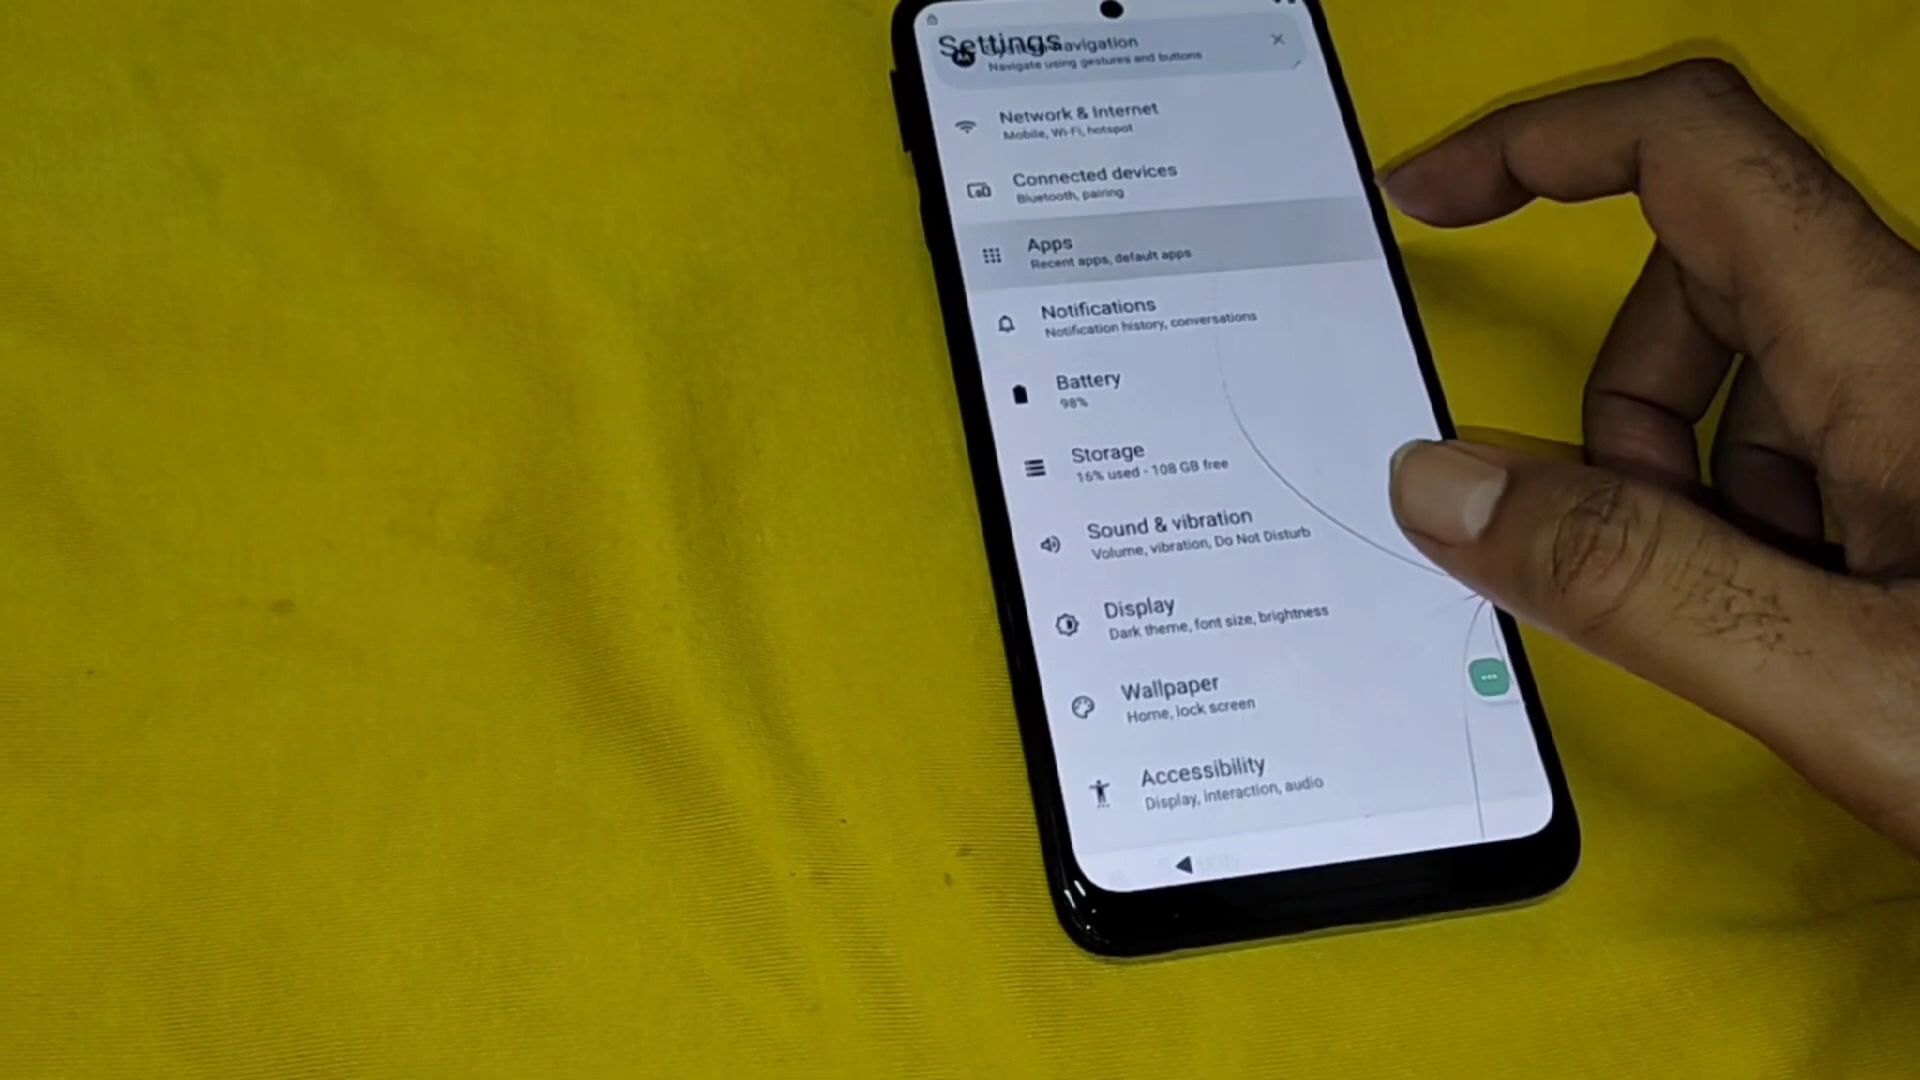 Settings
System navigation
Navigate using gestures and buttons
Network & Internet
Mobile, Wi-Fi, hotspot
Connected devices
Bluetooth, pairing
Apps
Recent apps, default apps
Notifications
Notification history, conversations
Battery
98%
Storage
16% used - 108 GB free
Sound & vibration
Volume, vibration, Do Not Disturb
Display
Dark theme, font size, brightness
Wallpaper
Home, lock screen
Accessibility
Display, interaction, audio